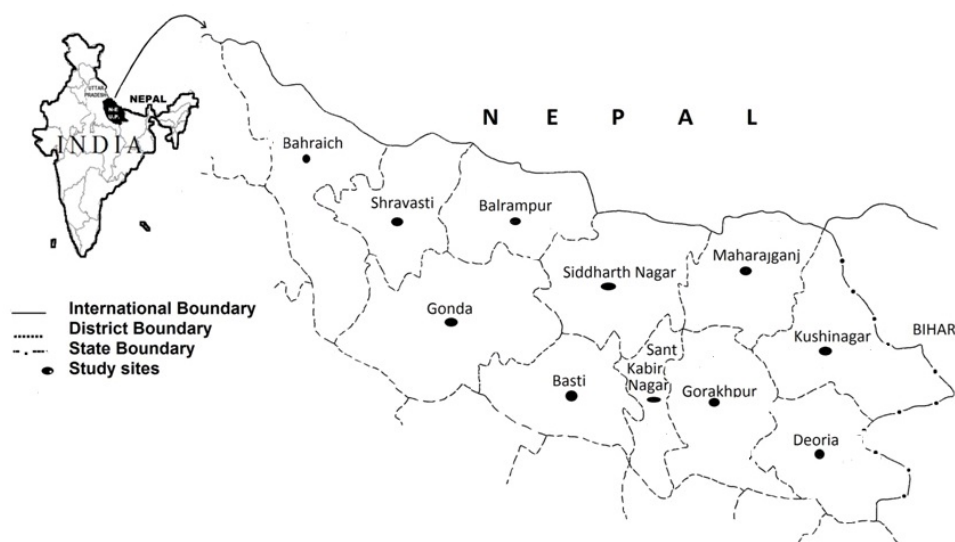 UTTAR
PRADESH
NEPAL
INDIA
N E P A L
Bahraich
Shravasti
Balrampur
Siddharth Nagar
Maharajganj
Gonda
Kushinagar
BIHAR
Sant
Kabir
Nagar
Basti
Gorakhpur
Deoria
International Boundary
District Boundary
State Boundary
Study sites